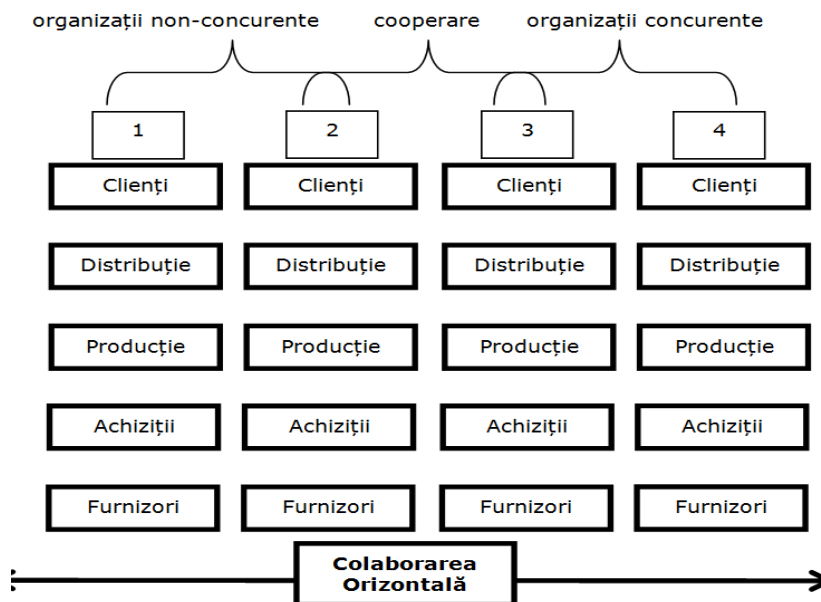 organizații non-concurente cooperare organizații concurente
1 2 3 4
Clienți Clienți Clienți Clienți
Distribuție Distribuție Distribuție Distribuție
Producție Producție Producție Producție
Achiziții Achiziții Achiziții Achiziții
Furnizori Furnizori Furnizori Furnizori
Colaborarea
Orizontală